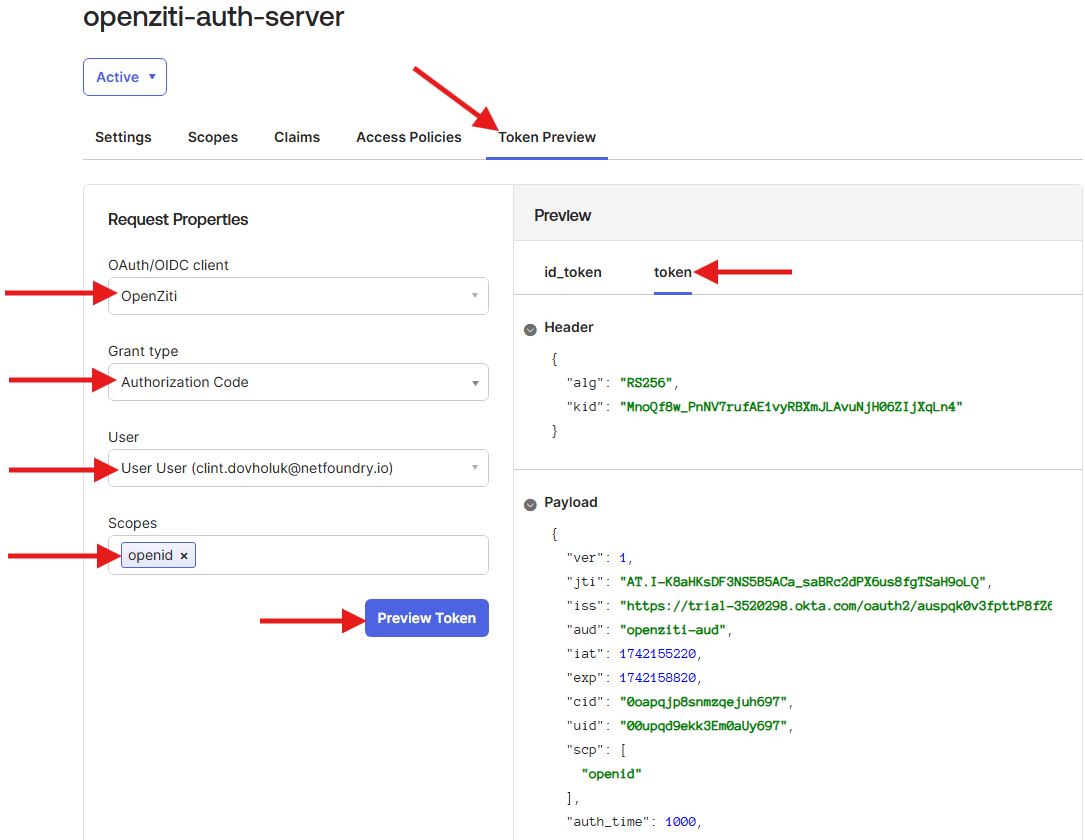 openziti-auth-server
Active
Settings Scopes Claims Access Policies Token Preview
Request Properties
OAuth/OIDC client
OpenZiti
Grant type
Authorization Code
User
User User (clint.dovholuk@netfoundry.io)
Scopes
openid ×
Preview Token
Preview
id_token token
Header
{
"alg": "RS256",
"kid": "MnoQf8w_PnNV7rufAE1vyRBXmJLAvuNjH06ZIjXqLn4"
}
Payload
{
"ver": 1,
"jti": "AT.I-K8aHKsDF3NS5B5ACa_saBRc2dPX6us8fgTSaH9oLQ",
"iss": "https://trial-3520298.okta.com/oauth2/auspqk0v3fpttP8fZ6
"aud": "openziti-aud",
"iat": 1742155220,
"exp": 1742158820,
"cid": "0oapqjp8snmzqejuh697",
"uid": "00upqd9ekk3Em0aUy697",
"scp": [
"openid"
],
"auth_time": 1000,